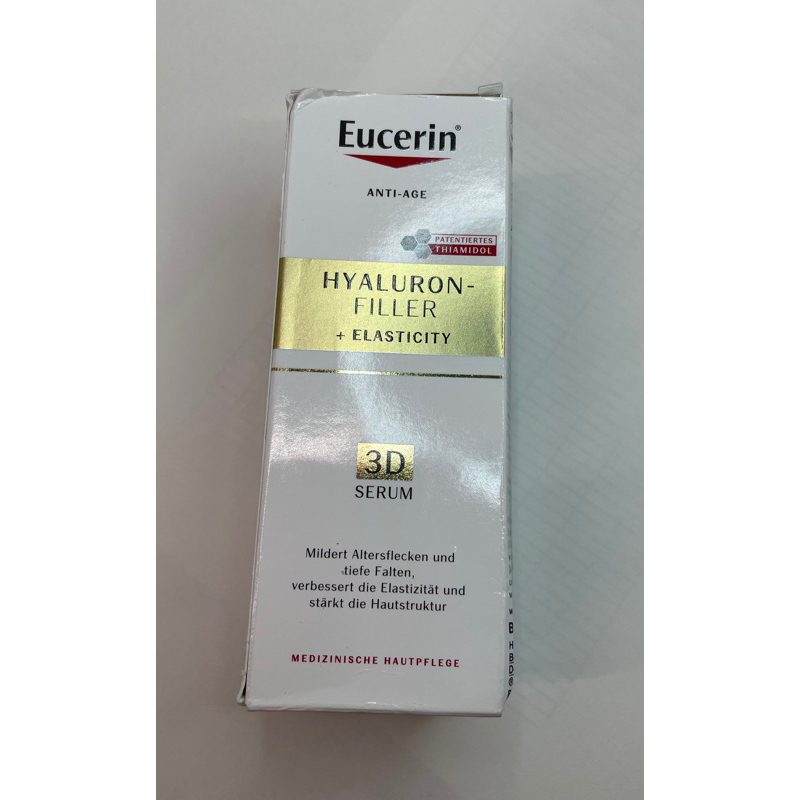 Eucerin®
ANTI-AGE
PATENTIERTES
THIAMIDOL
HYALURON-
FILLER
+ ELASTICITY
3D
SERUM
Mildert Altersflecken und
tiefe Falten,
verbessert die Elastizität und
stärkt die Hautstruktur
MEDIZINISCHE HAUTPFLEGE